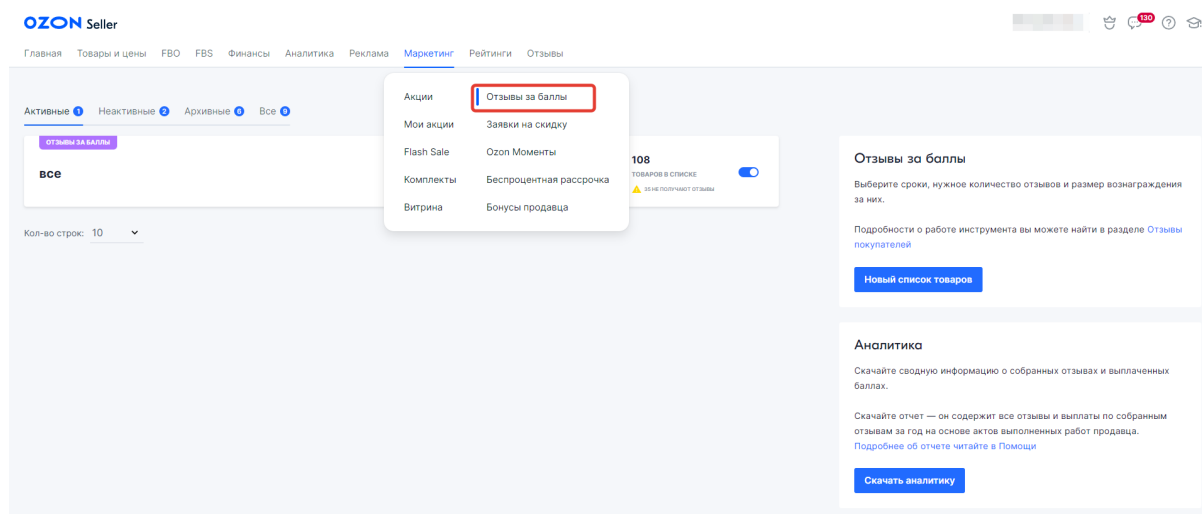 OZON Seller
130
Главная Товары и цены FBO FBS Финансы Аналитика Реклама Маркетинг Рейтинги Отзывы
Активные 1 Неактивные 2 Архивные 6 Все 9
Акции Отзывы за баллы
Мои акции Заявки на скидку
Flash Sale Ozon Моменты
Комплекты Беспроцентная рассрочка
Витрина Бонусы продавца
ОТЗЫВЫ ЗА БАЛЛЫ
все
108
ТОВАРОВ В СПИСКЕ
35 НЕ ПОЛУЧАЮТ ОТЗЫВЫ
Кол-во строк: 10
Отзывы за баллы
Выберите сроки, нужное количество отзывов и размер вознаграждения
за них.
Подробности о работе инструмента вы можете найти в разделе Отзывы
покупателей
Новый список товаров
Аналитика
Скачайте сводную информацию о собранных отзывах и выплаченных
баллах.
Скачайте отчет — он содержит все отзывы и выплаты по собранным
отзывам за год на основе актов выполненных работ продавца.
Подробнее об отчете читайте в Помощи
Скачать аналитику